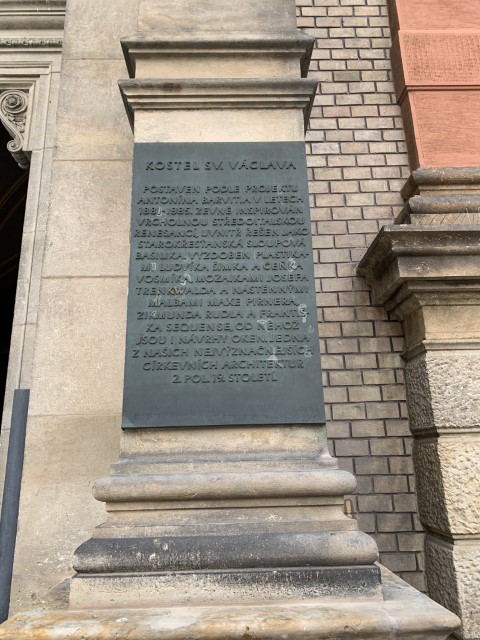 KOSTEL SV. VÁCLAVA
POSTAVEN PODLE PROJEKTU
ANTONÍNA BARVITIA V LETECH
1881-1885. ZEVNĚ INSPIROVÁN
VRCHOLNOU STŘEDOITALSKOU
RENESANCÍ, UVNITŘ ŘEŠEN JAKO
STAROKŘESŤANSKÁ SLOUPOVÁ
BASILIKA. VYZDOBEN PLASTIKA-
MI LUDVÍKA ŠIMKA A ČEŇKA
VOSMÍKA, MOZAIKAMI JOSEFA
TRENKWALDA A NÁSTĚNNÝMI
MALBAMI MAXE PIRNERA,
ZIKMUNDA RUDLA A FRANTIŠ-
KA SEQUENSE, OD NĚHOŽ
JSOU I NÁVRHY OKEN. JEDNA
Z NAŠICH NEJVÝZNAČNĚJŠÍCH
CÍRKEVNÍCH ARCHITEKTUR
2. POL. 19. STOLETÍ.